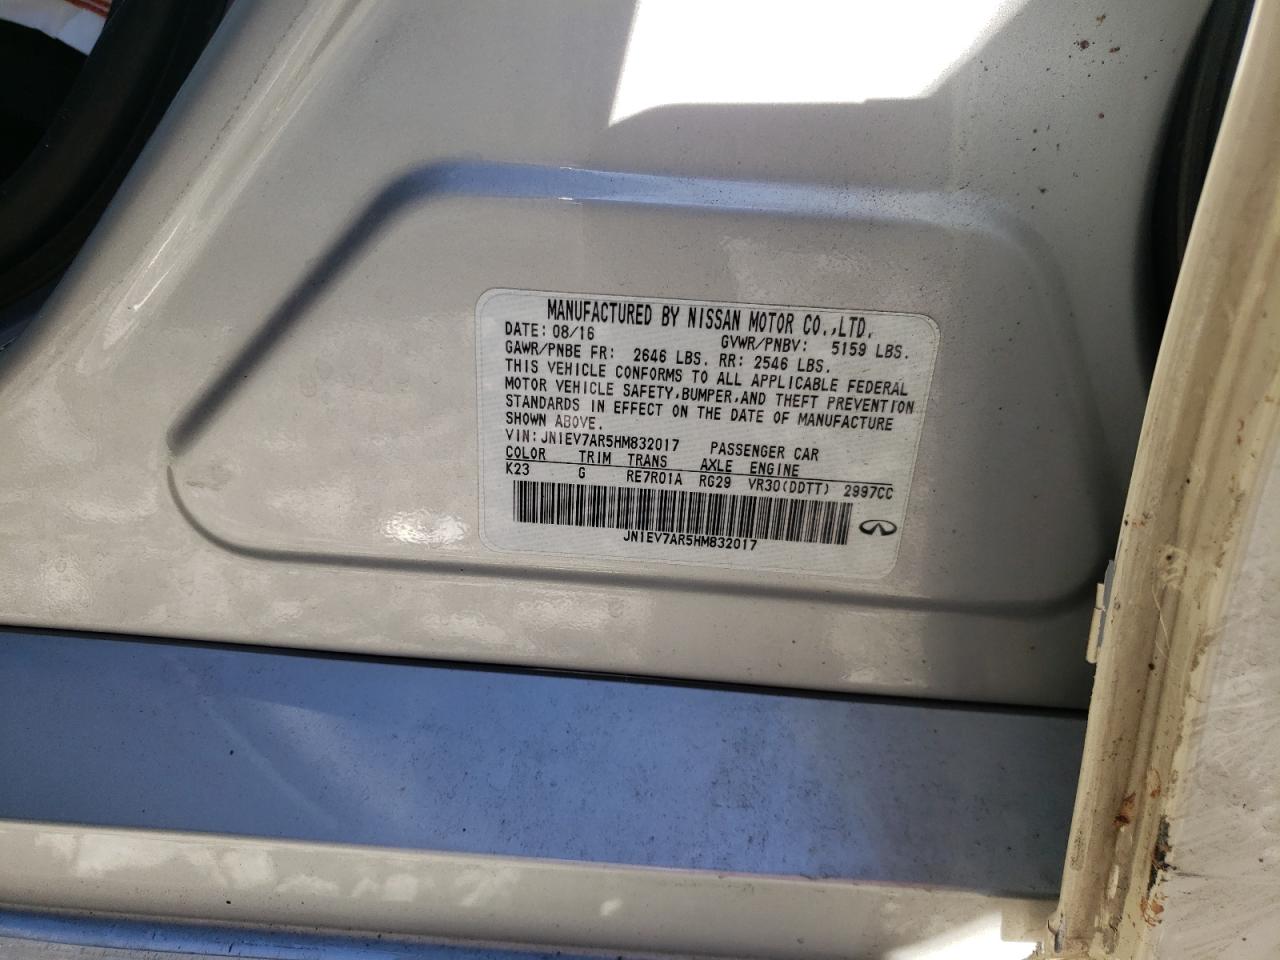 MANUFACTURED BY NISSAN MOTOR CO.,LTD.
DATE: 08/16 GVWR/PNBV: 5159 LBS.
GAWR/PNBE FR: 2646 LBS. RR: 2546 LBS.
THIS VEHICLE CONFORMS TO ALL APPLICABLE FEDERAL
MOTOR VEHICLE SAFETY,BUMPER,AND THEFT PREVENTION
STANDARDS IN EFFECT ON THE DATE OF MANUFACTURE
SHOWN ABOVE.
VIN:JN1EV7AR5HM832017 PASSENGER CAR
COLOR TRIM TRANS AXLE ENGINE
K23 G RE7R01A RG29 VR30(DDTT) 2997CC
JN1EV7AR5HM832017